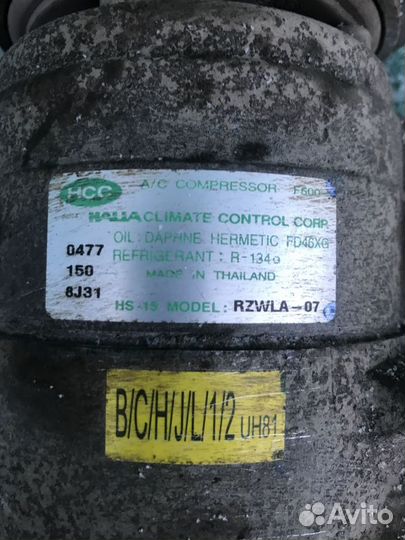 HCC A/C COMPRESSOR F500
HALLA CLIMATE CONTROL CORP.
OIL: DAPHNE HERMETIC FD46XG
0477 REFRIGERANT: R-134a
150 MADE IN THAILAND
8J31
HS-15 MODEL: RZWLA-07
B/C/H/J/L/1/2 UH81
Avito